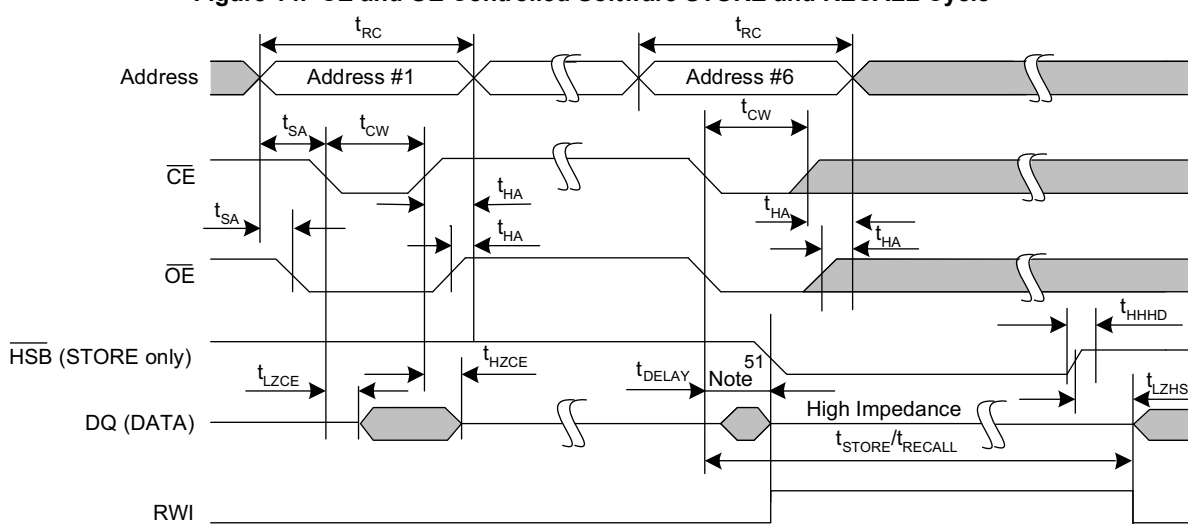 t_RC t_RC
Address Address #1 Address #6
t_CW
t_SA t_CW
CE
t_HA
t_SA t_HA
t_HA t_HA
OE
t_HHHD
HSB (STORE only)
t_LZCE t_HZCE t_DELAY Note 51 t_LZHS
DQ (DATA) High Impedance
t_STORE/t_RECALL
RWI